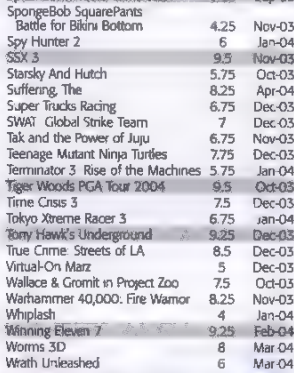 SpongeBob SquarePants
Battle for Bikini Bottom 4.25 Nov-03
Spy Hunter 2 6 Jan-04
SSX 3 9.5 Nov-03
Starsky And Hutch 5.75 Oct-03
Suffering, The 8.25 Apr-04
Super Trucks Racing 6.75 Dec-03
SWAT Global Strike Team 7 Dec-03
Tak and the Power of Juju 6.75 Nov-03
Teenage Mutant Ninja Turtles 7.75 Dec-03
Terminator 3 Rise of the Machines 5.75 Jan-04
Tiger Woods PGA Tour 2004 9.5 Oct-03
Time Crisis 3 7.5 Dec-03
Tokyo Xtreme Racer 3 6.75 Jan-04
Tony Hawk's Underground 9.25 Dec-03
True Crime: Streets of LA 8.5 Dec-03
Virtual-On Marz 5 Dec-03
Wallace & Gromit in Project Zoo 7.5 Oct-03
Warhammer 40,000: Fire Warrior 8.25 Nov-03
Whiplash 4 Jan-04
Winning Eleven 7 9.25 Feb-04
Worms 3D 8 Mar-04
Wrath Unleashed 6 Mar-04